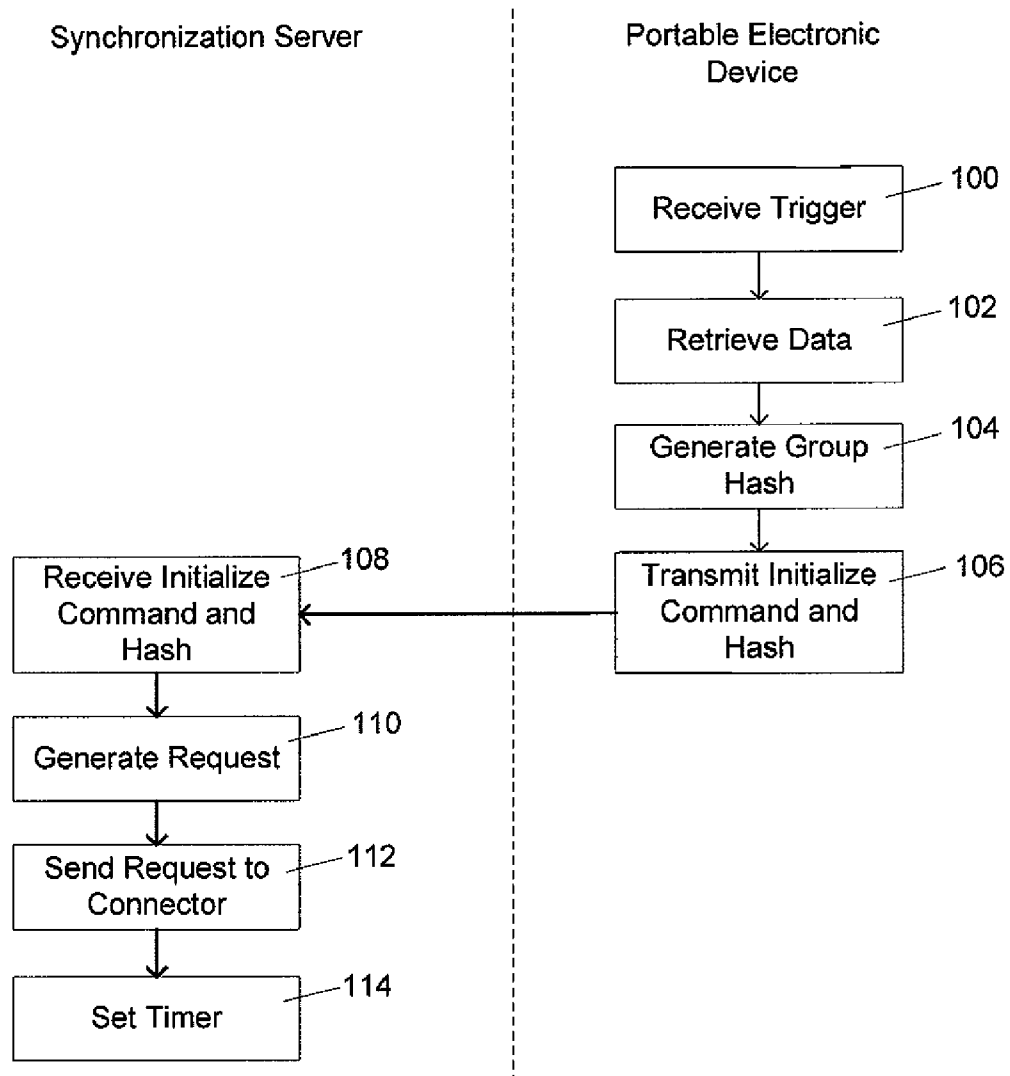 Synchronization Server
Portable Electronic
Device
100
Receive Trigger
102
Retrieve Data
104
Generate Group
Hash
106
Transmit Initialize
Command and
Hash
108
Receive Initialize
Command and
Hash
110
Generate Request
112
Send Request to
Connector
114
Set Timer